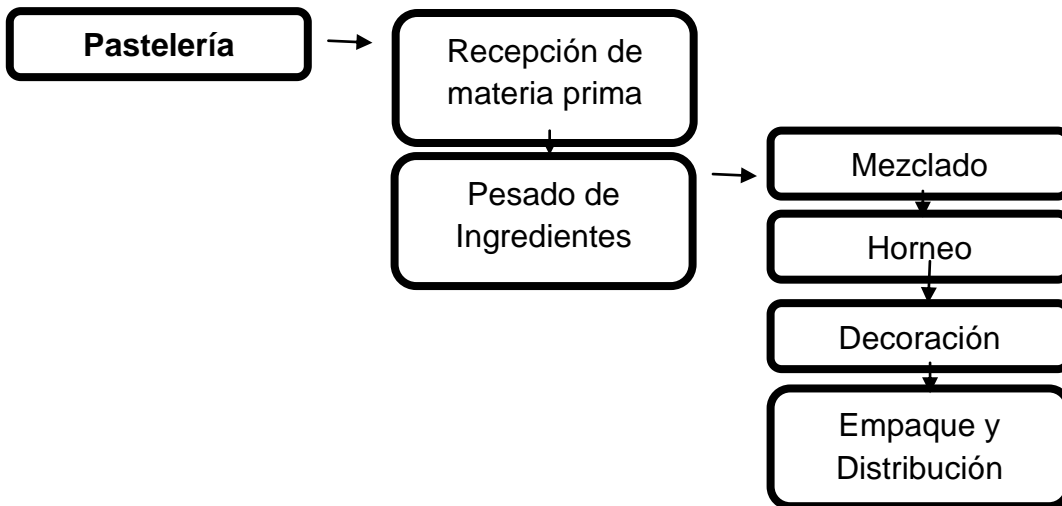 Pastelería
Recepción de
materia prima
Pesado de
Ingredientes
Mezclado
Horneo
Decoración
Empaque y
Distribución